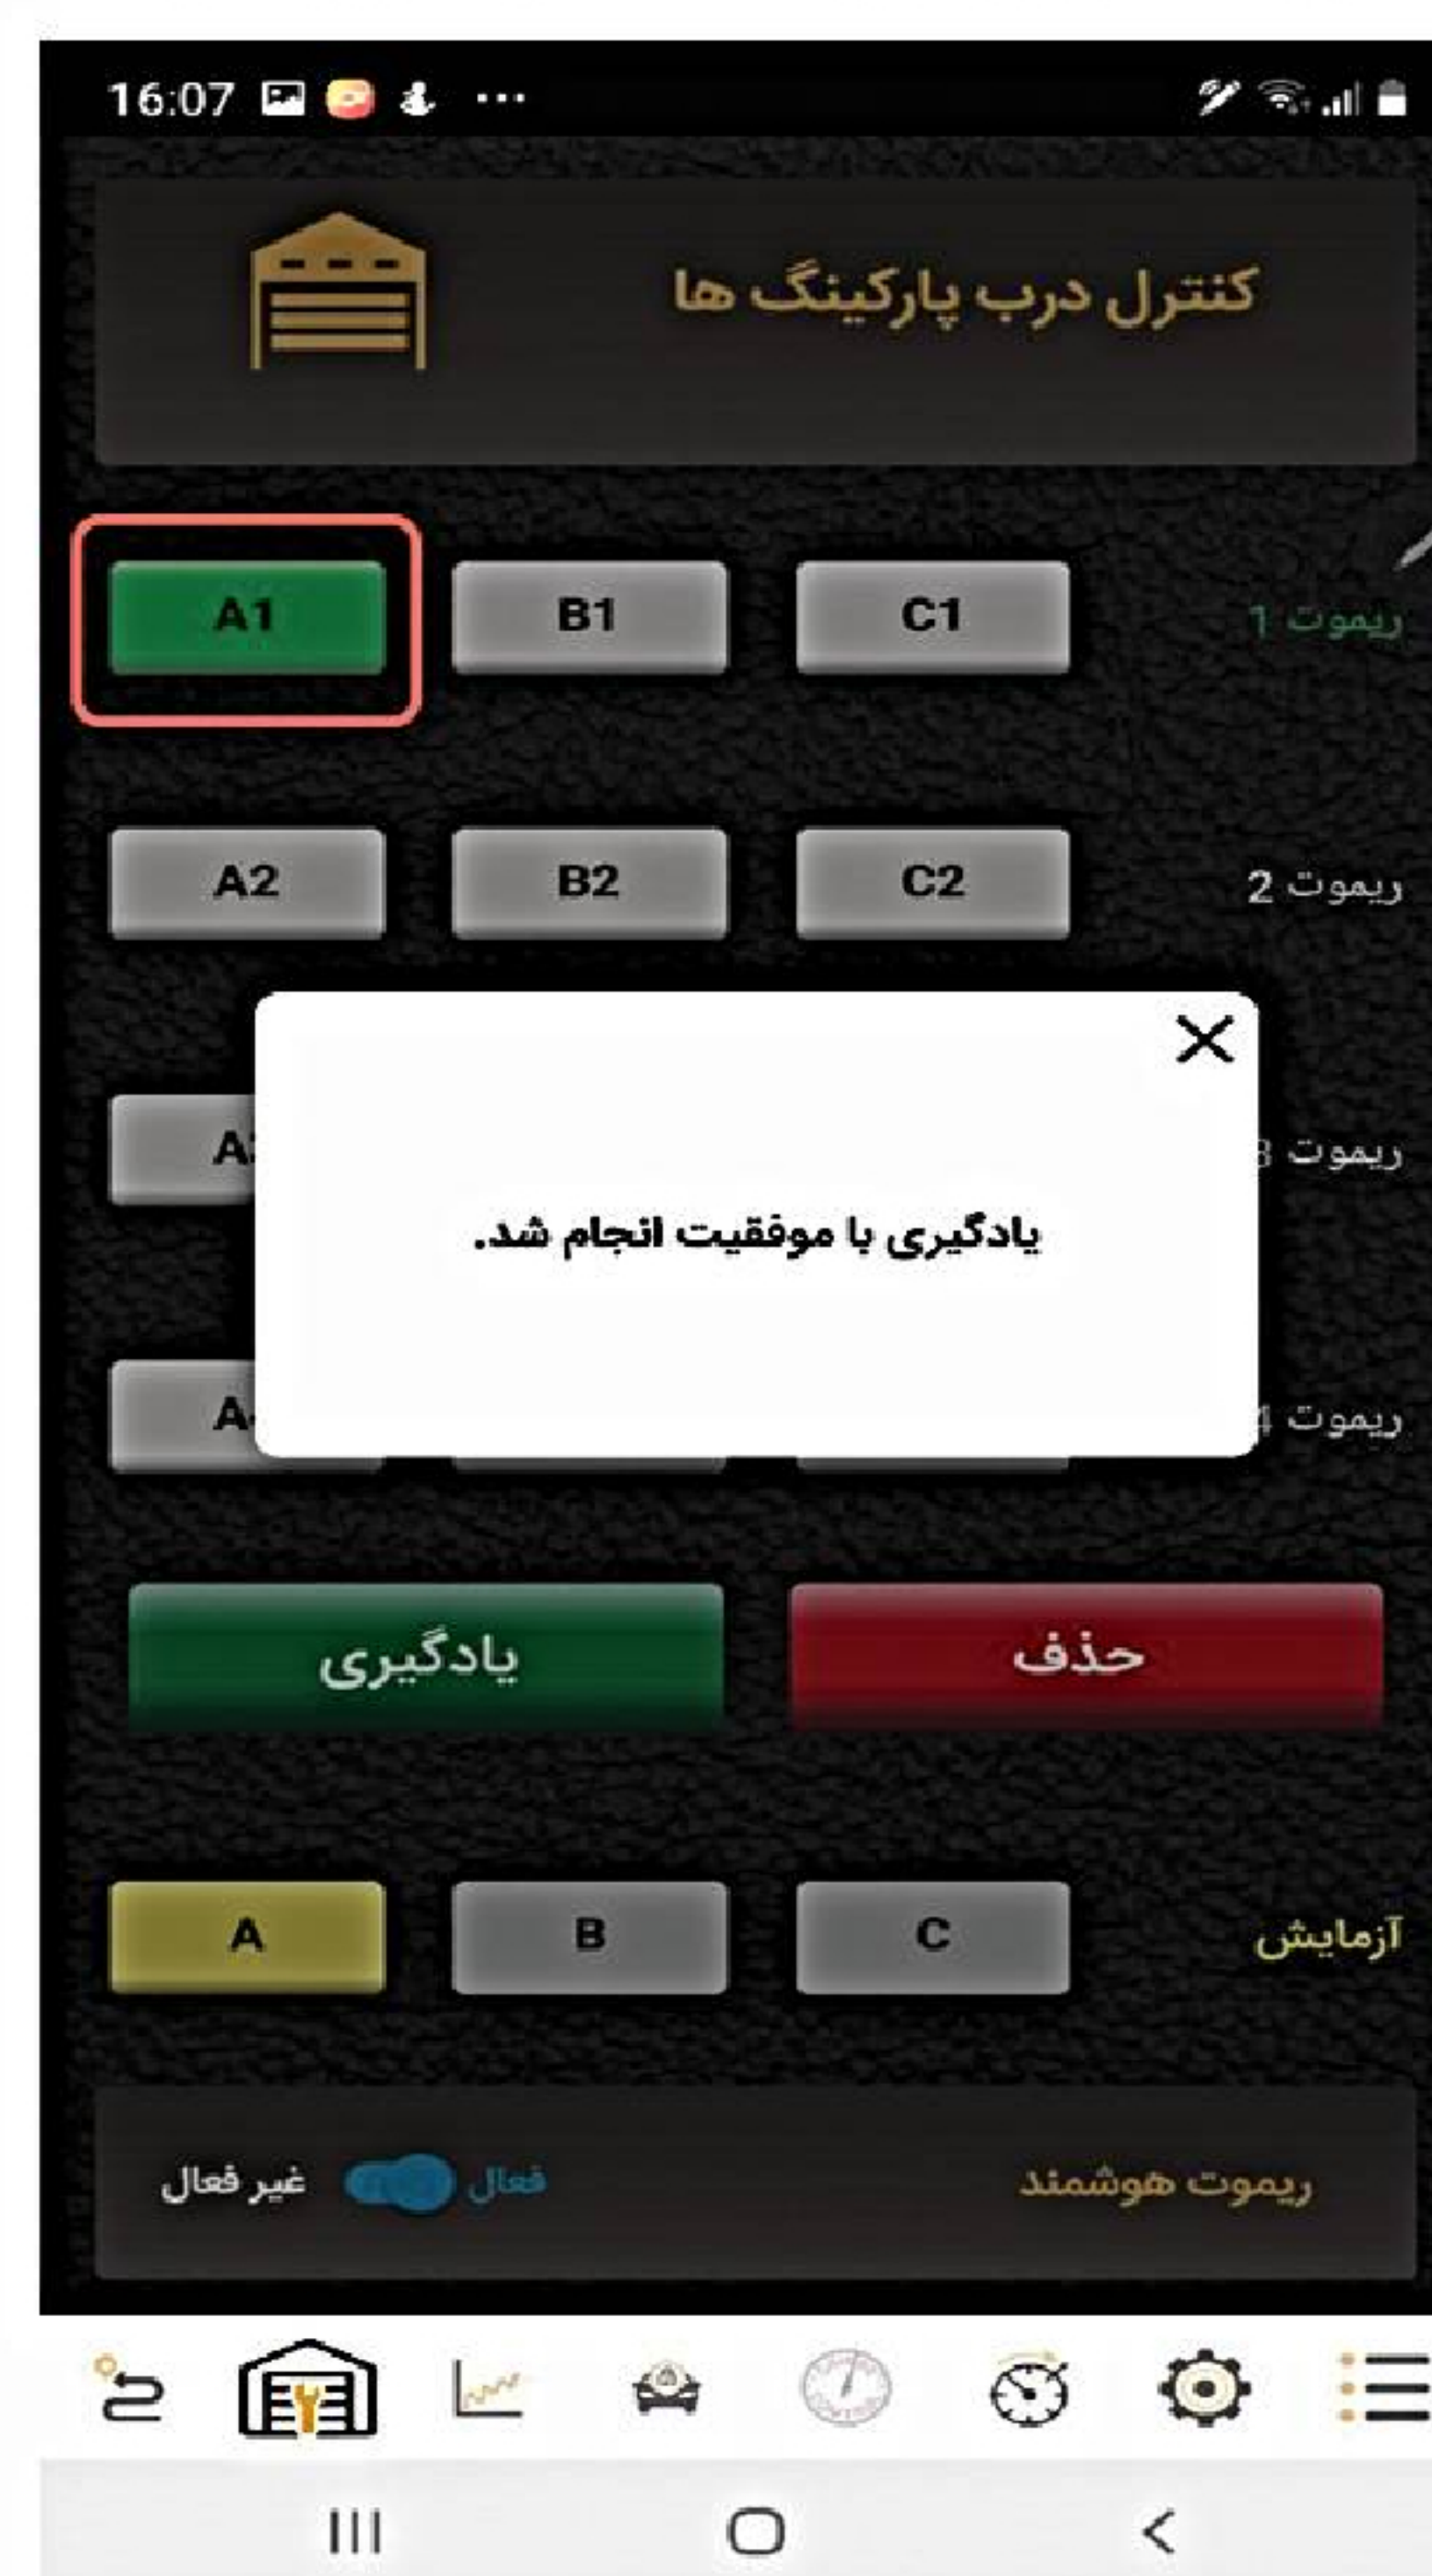 16:07
کنترل درب پارکینگ ها
A1 B1 C1 ریموت 1
A2 B2 C2 ریموت 2
ریموت
یادگیری با موفقیت انجام شد.
ریموت 4
یادگیری حذف
A B C آزمایش
ریموت هوشمند فعال غیر فعال